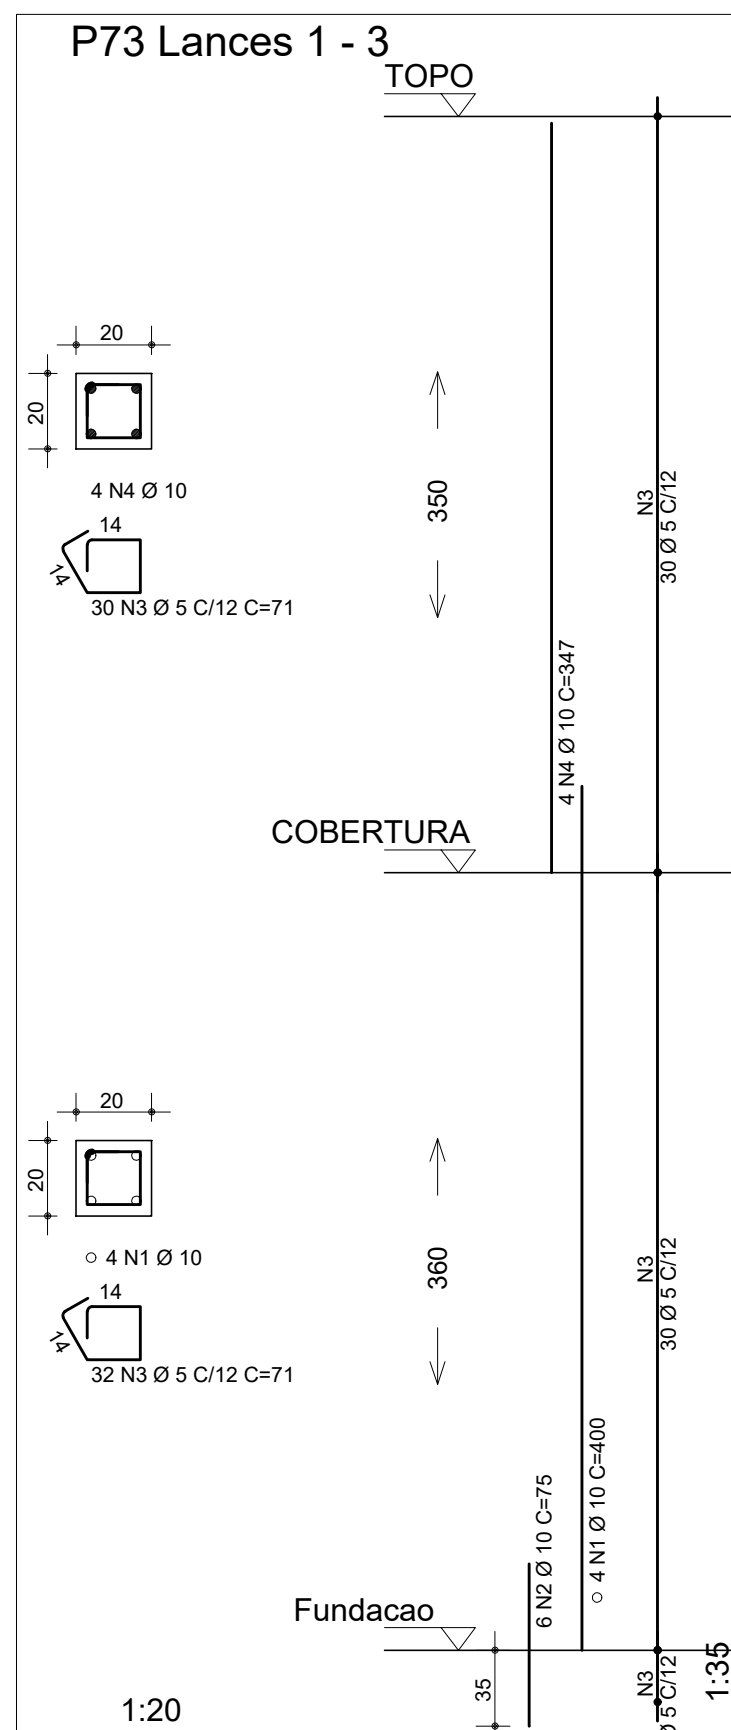 P73 Lances 1 - 3
TOPO
20
20
4 N4 Ø 10
14
14
30 N3 Ø 5 C/12 C=71
350
N3
30 Ø 5 C/12
4 N4 Ø 10 C=347
COBERTURA
20
20
4 N1 Ø 10
14
14
32 N3 Ø 5 C/12 C=71
360
N3
30 Ø 5 C/12
4 N1 Ø 10 C=400
6 N2 Ø 10 C=75
Fundacao
35
N3
Ø 5 C/12
1:35
1:20